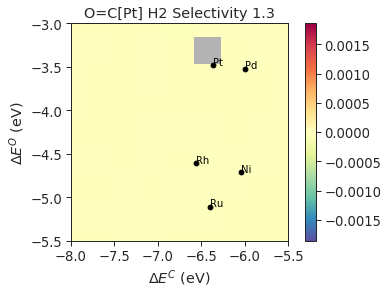 O=C[Pt] H2 Selectivity 1.3
−3.0
−3.5
−4.0
−4.5
−5.0
−5.5
ΔE^O (eV)
Pt
Pd
Rh
Ni
Ru
−8.0 −7.5 −7.0 −6.5 −6.0 −5.5
ΔE^C (eV)
0.0015
0.0010
0.0005
0.0000
−0.0005
−0.0010
−0.0015